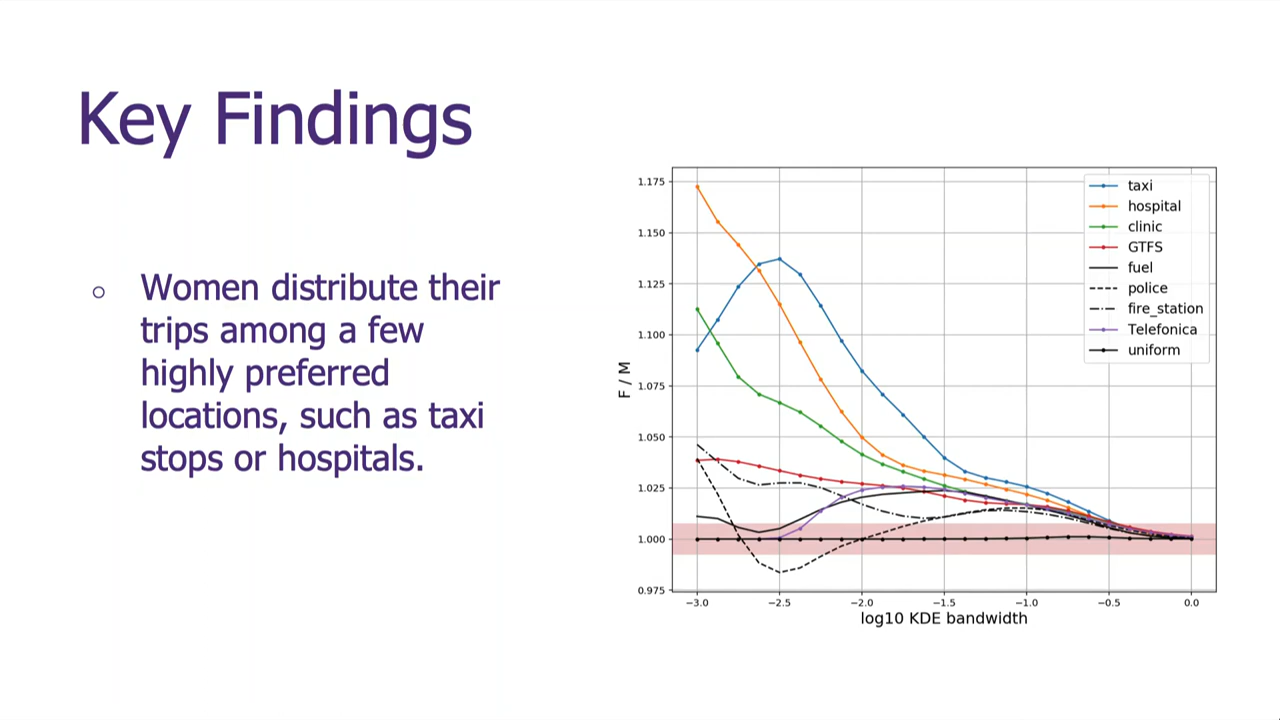 Key Findings
○ Women distribute their
trips among a few
highly preferred
locations, such as taxi
stops or hospitals.
F / M
1.175
1.150
1.125
1.100
1.075
1.050
1.025
1.000
0.975
taxi
hospital
clinic
GTFS
fuel
police
fire_station
Telefonica
uniform
−3.0 −2.5 −2.0 −1.5 −1.0 −0.5 0.0
log10 KDE bandwidth